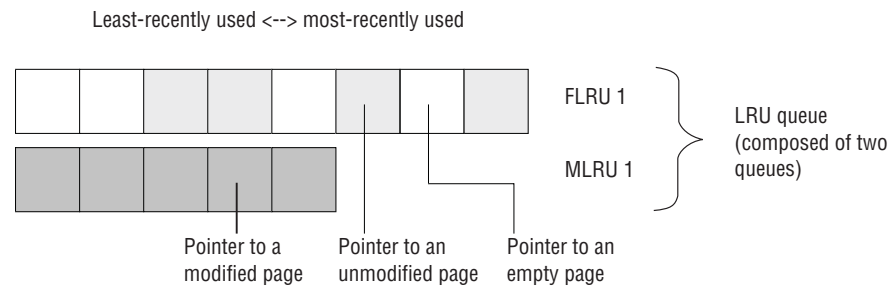 Least-recently used <--> most-recently used
FLRU 1
MLRU 1
LRU queue
(composed of two
queues)
Pointer to a
modified page
Pointer to an
unmodified page
Pointer to an
empty page